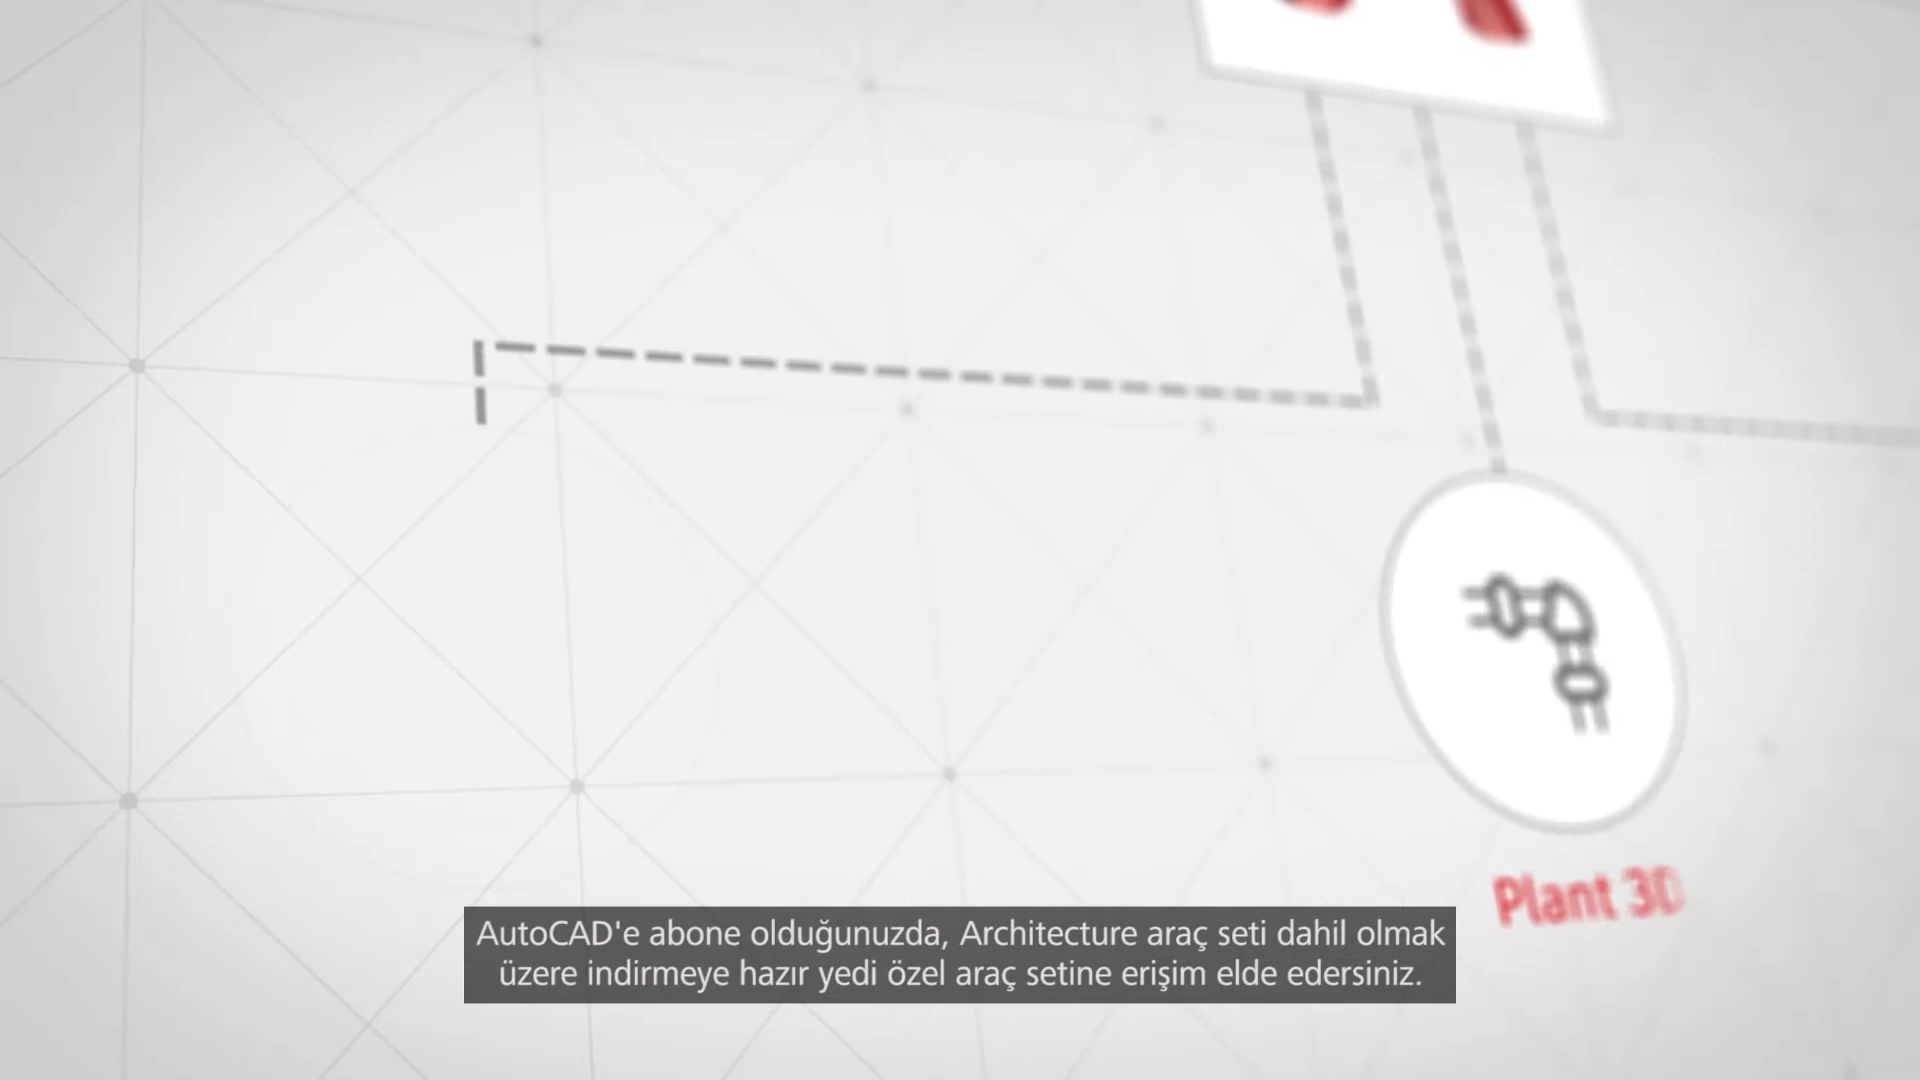 Plant 3D
AutoCAD'e abone olduğunuzda, Architecture araç seti dahil olmak
üzere indirmeye hazır yedi özel araç setine erişim elde edersiniz.